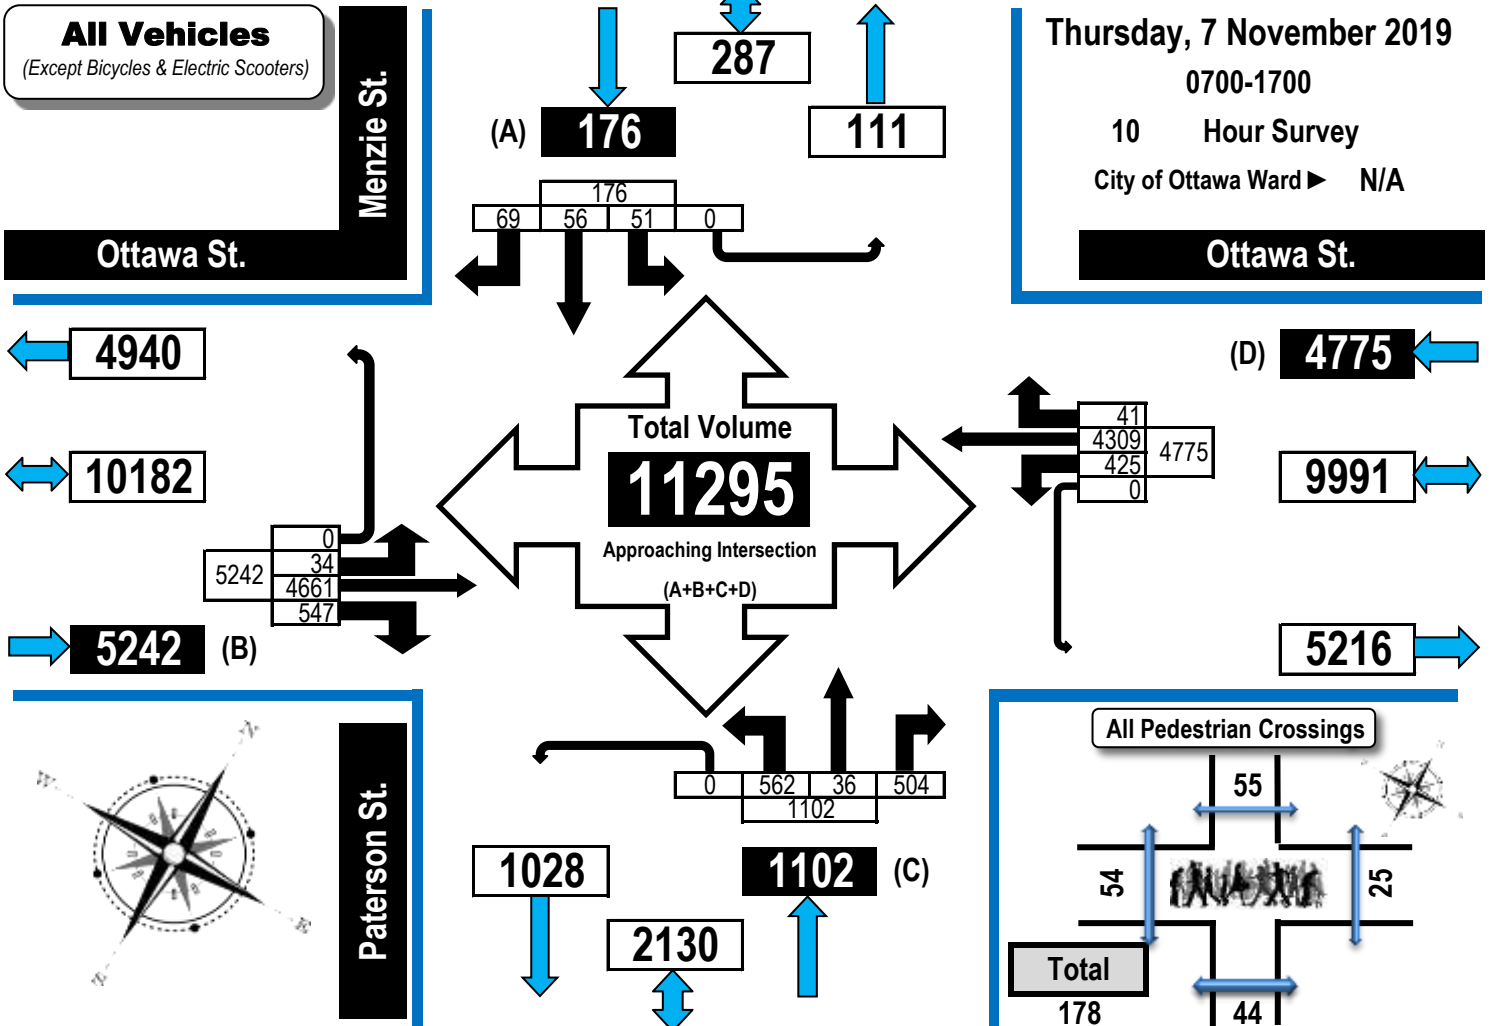 All Vehicles
(Except Bicycles & Electric Scooters)
Menzie St.
Ottawa St.
287
(A) 176
111
176
69 56 51 0
Thursday, 7 November 2019
0700-1700
10 Hour Survey
City of Ottawa Ward ► N/A
Ottawa St.
4940
10182
0
34
4661
547
5242
5242 (B)
Total Volume
11295
Approaching Intersection
(A+B+C+D)
(D) 4775
41
4309
425
0
4775
9991
5216
0 562 36 504
1102
1028
1102 (C)
2130
Paterson St.
N
W
E
All Pedestrian Crossings
55
54
25
44
Total
178